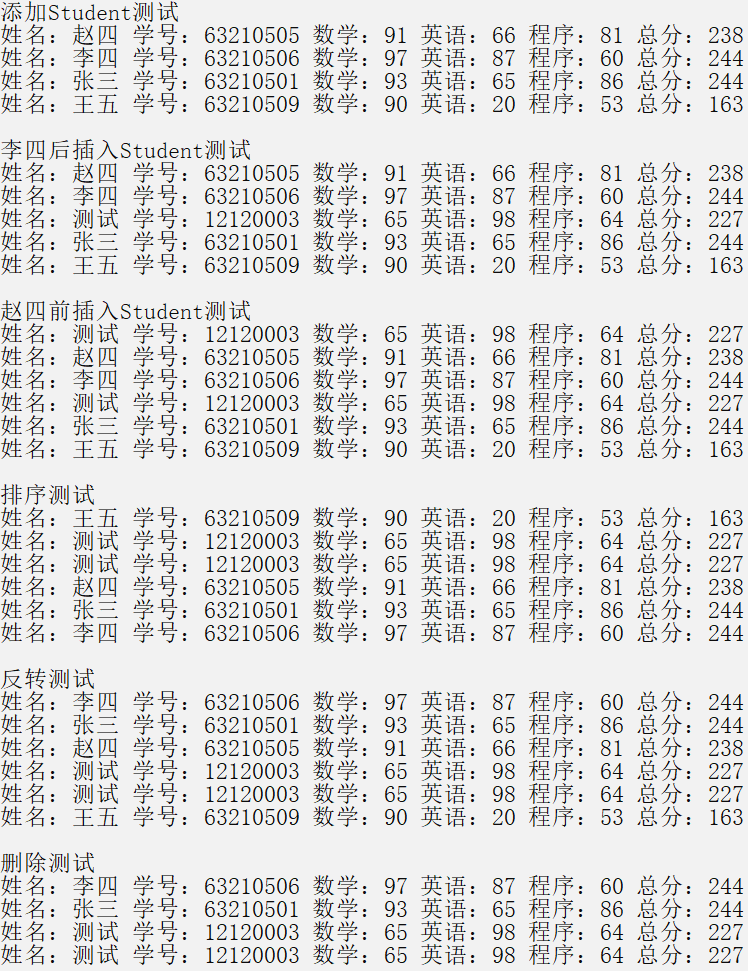 添加Student测试
姓名：赵四 学号：63210505 数学：91 英语：66 程序：81 总分：238
姓名：李四 学号：63210506 数学：97 英语：87 程序：60 总分：244
姓名：张三 学号：63210501 数学：93 英语：65 程序：86 总分：244
姓名：王五 学号：63210509 数学：90 英语：20 程序：53 总分：163
李四后插入Student测试
姓名：赵四 学号：63210505 数学：91 英语：66 程序：81 总分：238
姓名：李四 学号：63210506 数学：97 英语：87 程序：60 总分：244
姓名：测试 学号：12120003 数学：65 英语：98 程序：64 总分：227
姓名：张三 学号：63210501 数学：93 英语：65 程序：86 总分：244
姓名：王五 学号：63210509 数学：90 英语：20 程序：53 总分：163
赵四前插入Student测试
姓名：测试 学号：12120003 数学：65 英语：98 程序：64 总分：227
姓名：赵四 学号：63210505 数学：91 英语：66 程序：81 总分：238
姓名：李四 学号：63210506 数学：97 英语：87 程序：60 总分：244
姓名：测试 学号：12120003 数学：65 英语：98 程序：64 总分：227
姓名：张三 学号：63210501 数学：93 英语：65 程序：86 总分：244
姓名：王五 学号：63210509 数学：90 英语：20 程序：53 总分：163
排序测试
姓名：王五 学号：63210509 数学：90 英语：20 程序：53 总分：163
姓名：测试 学号：12120003 数学：65 英语：98 程序：64 总分：227
姓名：测试 学号：12120003 数学：65 英语：98 程序：64 总分：227
姓名：赵四 学号：63210505 数学：91 英语：66 程序：81 总分：238
姓名：张三 学号：63210501 数学：93 英语：65 程序：86 总分：244
姓名：李四 学号：63210506 数学：97 英语：87 程序：60 总分：244
反转测试
姓名：李四 学号：63210506 数学：97 英语：87 程序：60 总分：244
姓名：张三 学号：63210501 数学：93 英语：65 程序：86 总分：244
姓名：赵四 学号：63210505 数学：91 英语：66 程序：81 总分：238
姓名：测试 学号：12120003 数学：65 英语：98 程序：64 总分：227
姓名：测试 学号：12120003 数学：65 英语：98 程序：64 总分：227
姓名：王五 学号：63210509 数学：90 英语：20 程序：53 总分：163
删除测试
姓名：李四 学号：63210506 数学：97 英语：87 程序：60 总分：244
姓名：张三 学号：63210501 数学：93 英语：65 程序：86 总分：244
姓名：测试 学号：12120003 数学：65 英语：98 程序：64 总分：227
姓名：测试 学号：12120003 数学：65 英语：98 程序：64 总分：227